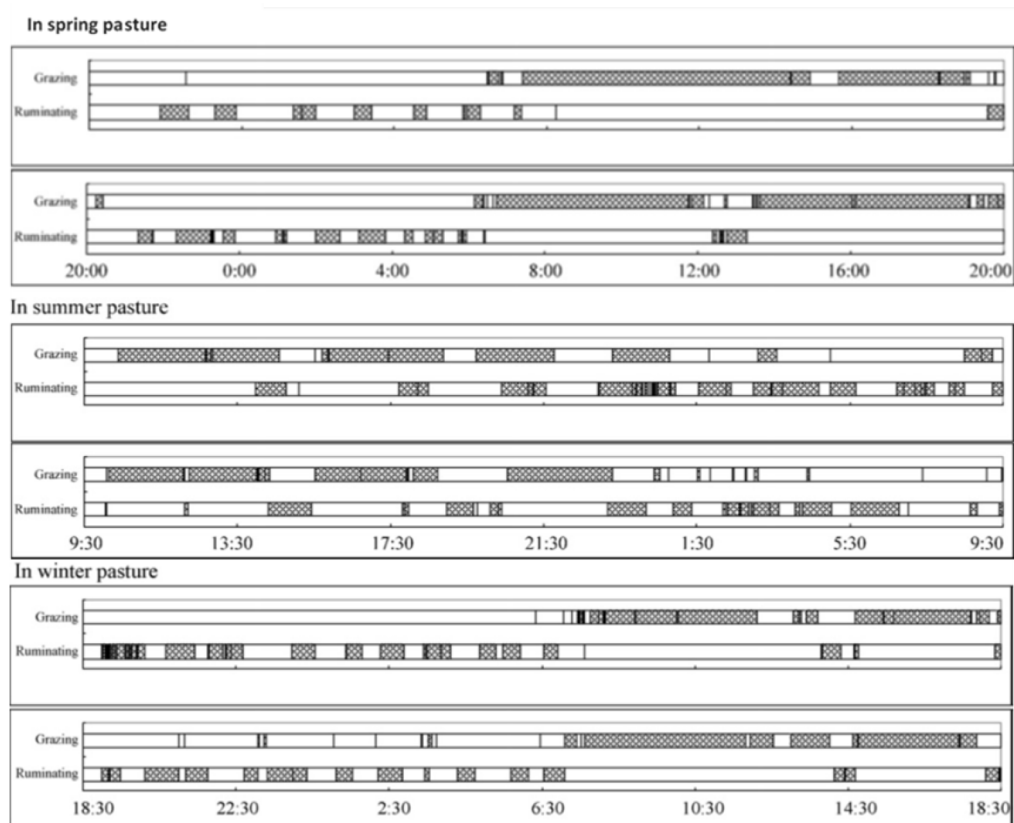 In spring pasture
Grazing
Ruminating
Grazing
Ruminating
20:00 0:00 4:00 8:00 12:00 16:00 20:00
In summer pasture
Grazing
Ruminating
Grazing
Ruminating
9:30 13:30 17:30 21:30 1:30 5:30 9:30
In winter pasture
Grazing
Ruminating
Grazing
Ruminating
18:30 22:30 2:30 6:30 10:30 14:30 18:30